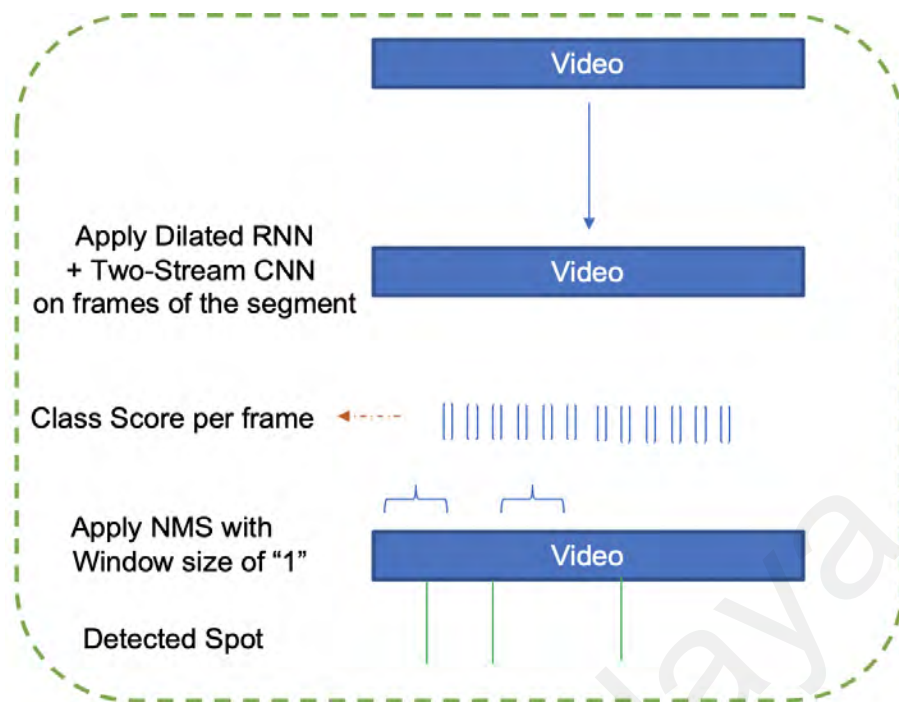 Video
Apply Dilated RNN
+ Two-Stream CNN
on frames of the segment
Video
Class Score per frame
Apply NMS with
Window size of “1”
Video
Detected Spot
laya